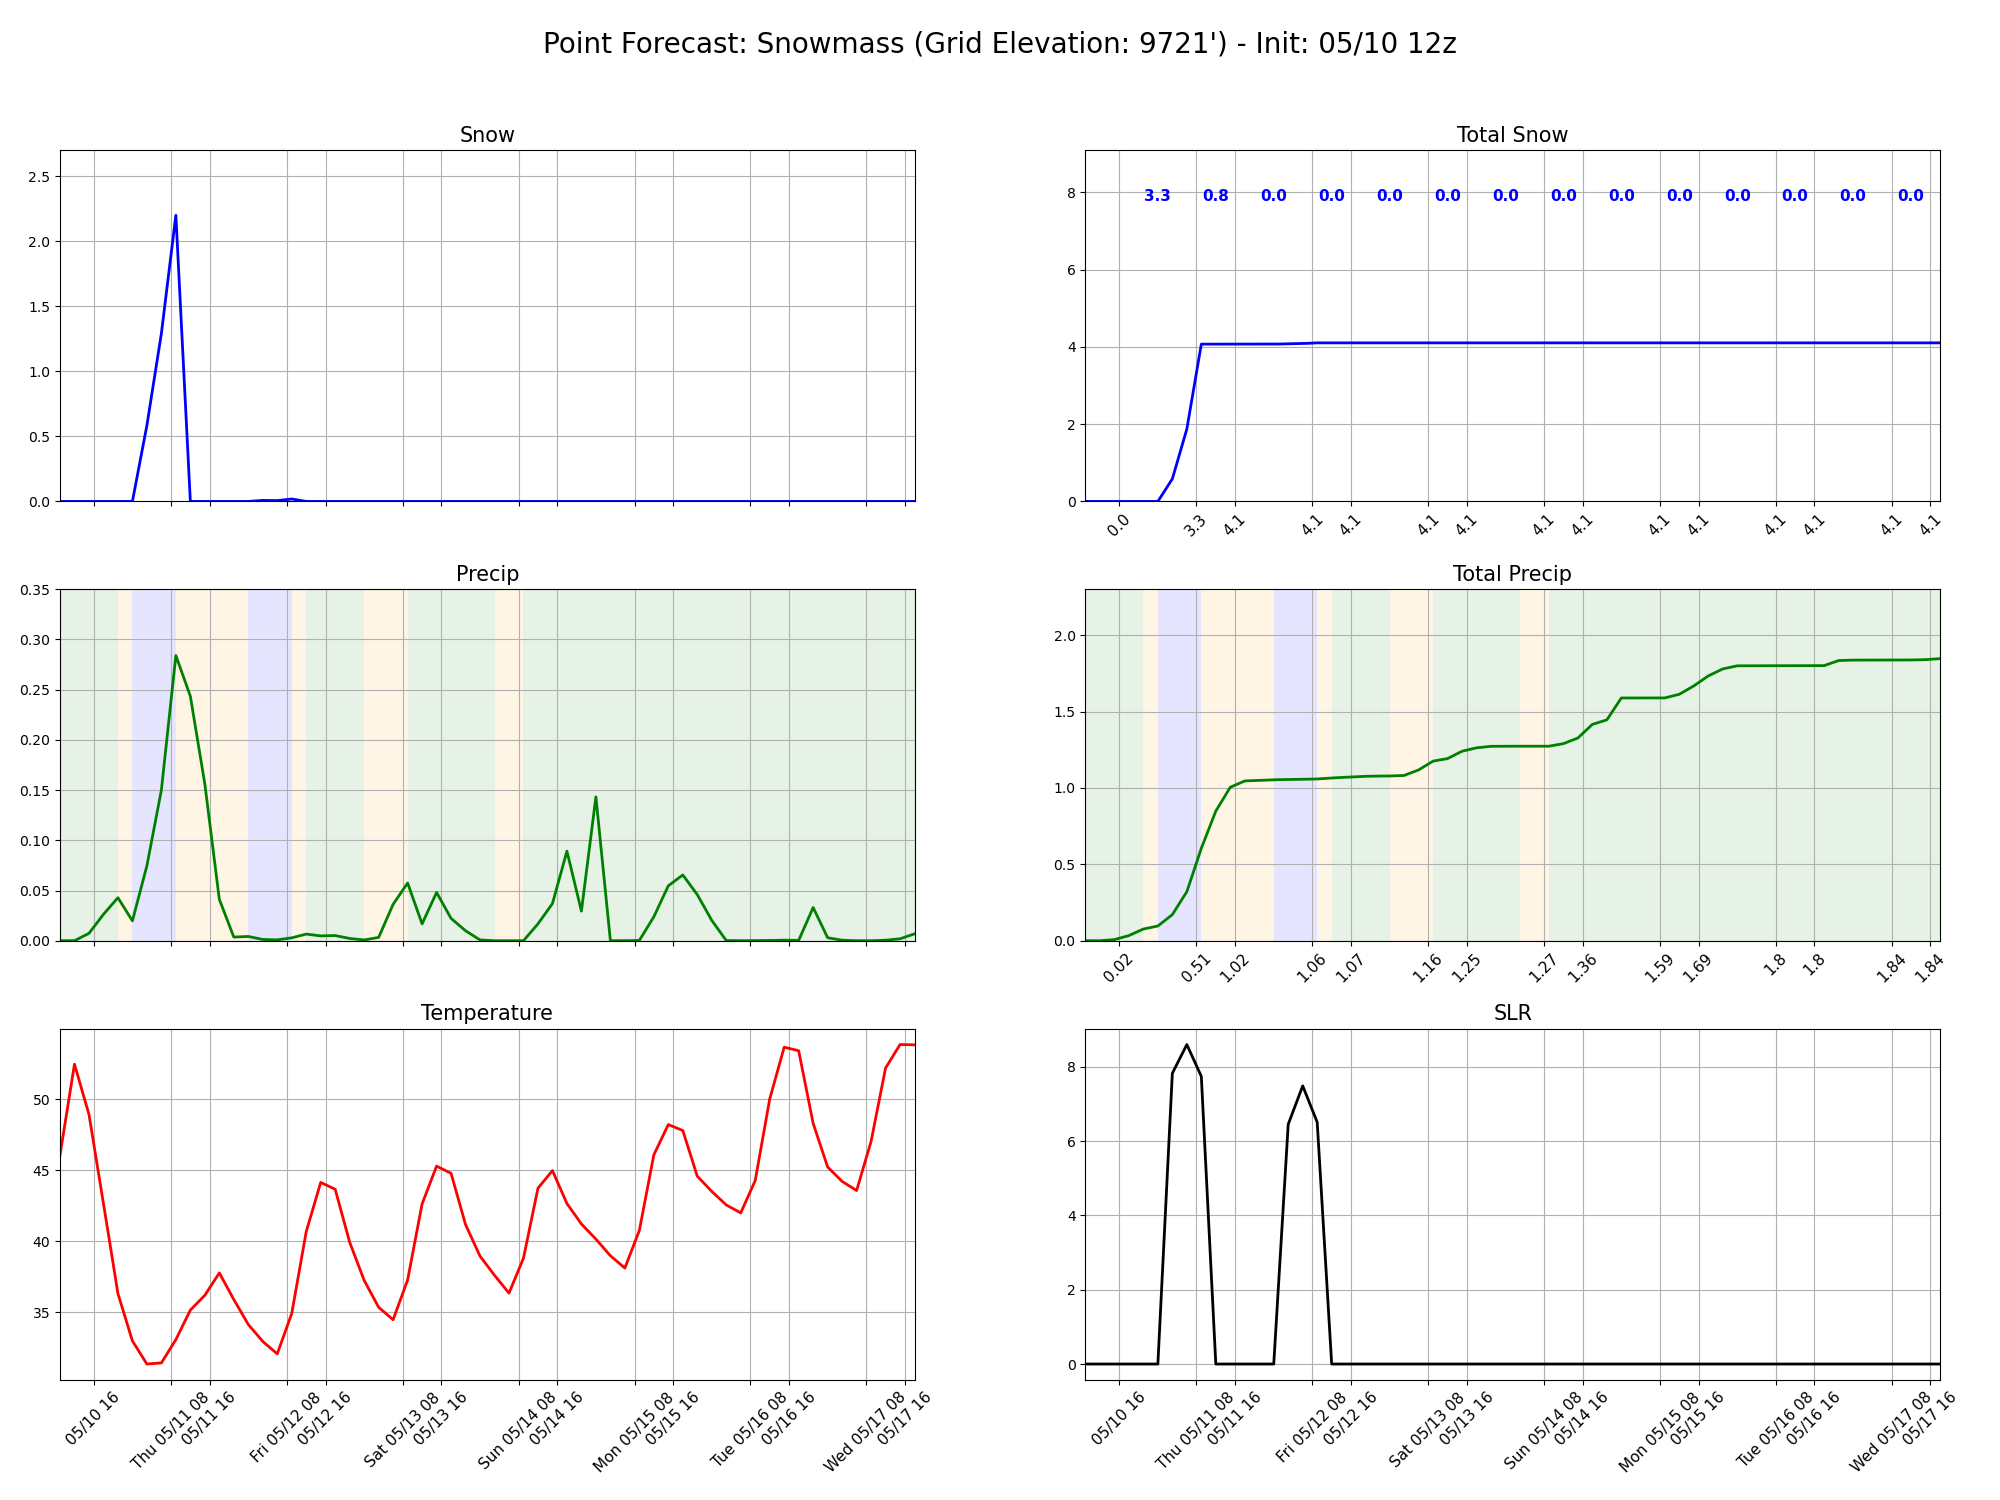 Point Forecast: Snowmass (Grid Elevation: 9721') - Init: 05/10 12z
Snow
2.5
2.0
1.5
1.0
0.5
0.0
Total Snow
3.3 0.8 0.0 0.0 0.0 0.0 0.0 0.0 0.0 0.0 0.0 0.0 0.0 0.0
8
6
4
2
0
0.0 3.3 4.1 4.1 4.1 4.1 4.1 4.1 4.1 4.1 4.1 4.1 4.1 4.1 4.1
Precip
0.35
0.30
0.25
0.20
0.15
0.10
0.05
0.00
Total Precip
2.0
1.5
1.0
0.5
0.0
0.02 0.51 1.02 1.06 1.07 1.16 1.25 1.27 1.36 1.59 1.69 1.8 1.8 1.84 1.84
Temperature
50
45
40
35
05/10 16
Thu 05/11 08
05/11 16
Fri 05/12 08
05/12 16
Sat 05/13 08
05/13 16
Sun 05/14 08
05/14 16
Mon 05/15 08
05/15 16
Tue 05/16 08
05/16 16
Wed 05/17 08
05/17 16
SLR
8
6
4
2
0
05/10 16
Thu 05/11 08
05/11 16
Fri 05/12 08
05/12 16
Sat 05/13 08
05/13 16
Sun 05/14 08
05/14 16
Mon 05/15 08
05/15 16
Tue 05/16 08
05/16 16
Wed 05/17 08
05/17 16